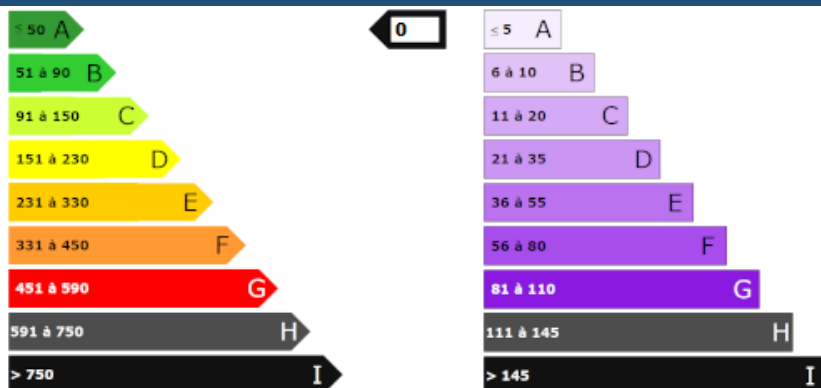 ≤ 50 A
51 à 90 B
91 à 150 C
151 à 230 D
231 à 330 E
331 à 450 F
451 à 590 G
591 à 750 H
> 750 I
0
≤ 5 A
6 à 10 B
11 à 20 C
21 à 35 D
36 à 55 E
56 à 80 F
81 à 110 G
111 à 145 H
> 145 I